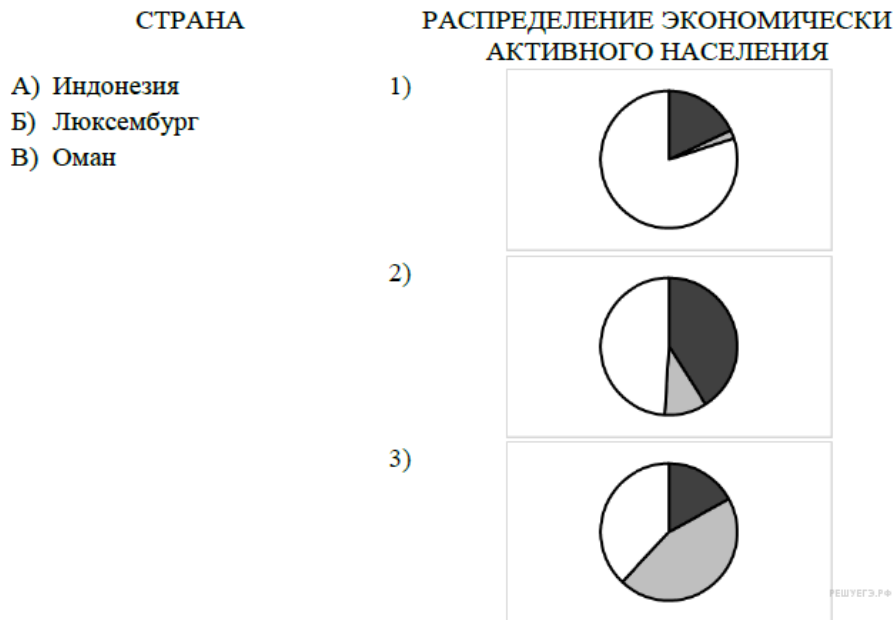 СТРАНА
РАСПРЕДЕЛЕНИЕ ЭКОНОМИЧЕСКИ
АКТИВНОГО НАСЕЛЕНИЯ
А) Индонезия
Б) Люксембург
В) Оман
1)
2)
3)
РЕШУЕГЭ.РФ